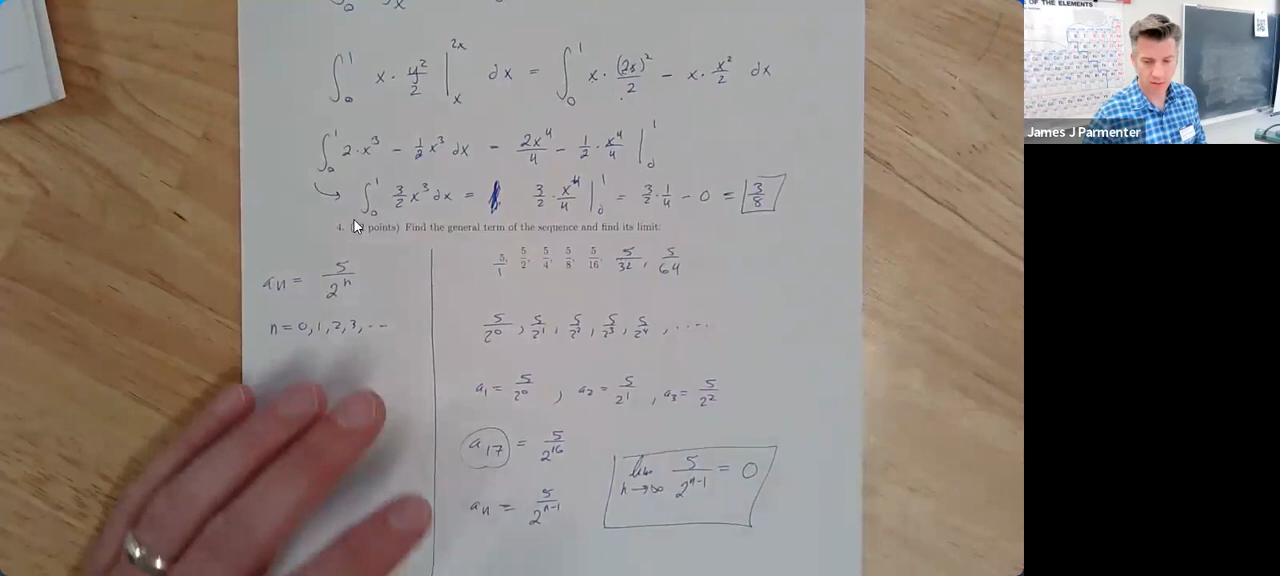 OF THE ELEMENTS
James J Parmenter
∫₀¹ x · y²/2 |ₓ²ˣ dx = ∫₀¹ x · (2x)²/2 − x · x²/2 dx
∫₀¹ 2·x³ − 1/2 x³ dx = 2x⁴/4 − 1/2 · x⁴/4 |₀¹
↳ ∫₀¹ 3/2 x³ dx = 3/2 · x⁴/4 |₀¹ = 3/2 · 1/4 − 0 = 3/8
4. points) Find the general term of the sequence and find its limit:
5/1, 5/2, 5/4, 5/8, 5/16, 5/32, 5/64
aₙ = 5/2ⁿ
n = 0, 1, 2, 3, ...
5/2⁰, 5/2¹, 5/2², 5/2³, 5/2⁴, ....
a₁ = 5/2⁰, a₂ = 5/2¹, a₃ = 5/2²
a₁₇ = 5/2¹⁶
aₙ = 5/2ⁿ⁻¹
lim n→∞ 5/2ⁿ⁻¹ = 0